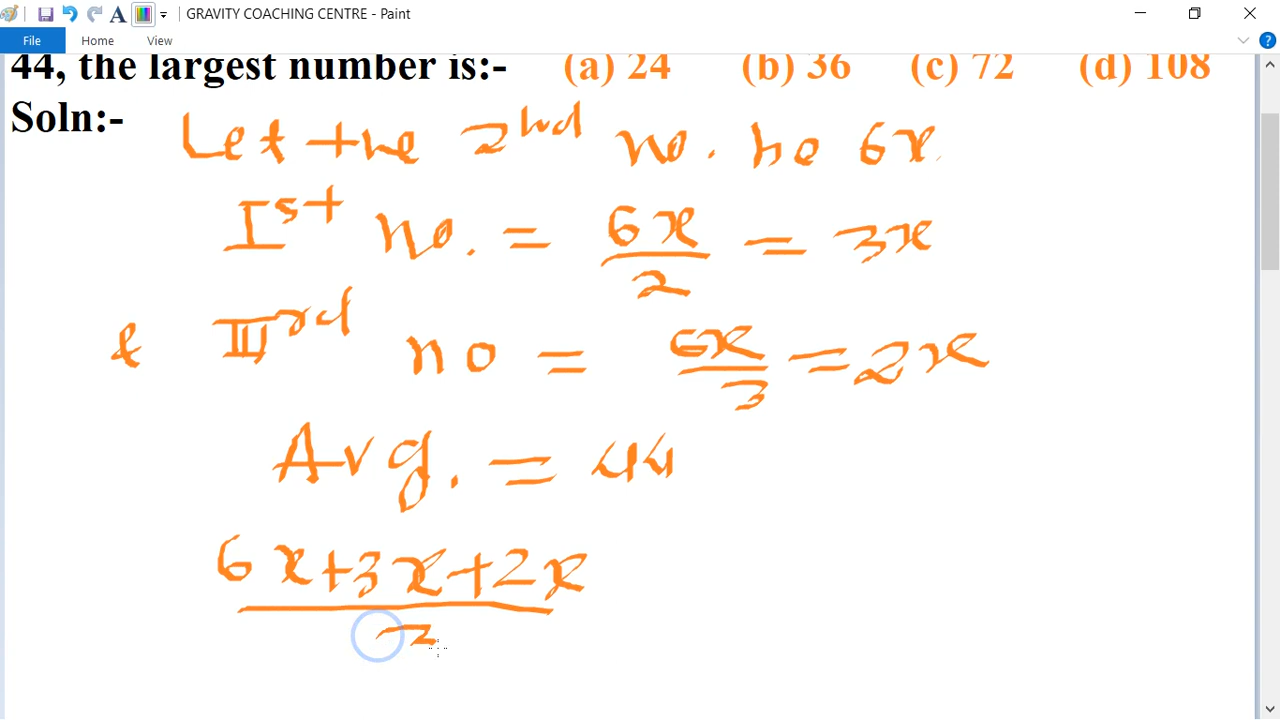 GRAVITY COACHING CENTRE - Paint
File Home View
44, the largest number is:- (a) 24 (b) 36 (c) 72 (d) 108
Soln:- Let the 2nd no. be 6x
Ist no. = 6x/2 = 3x
& IIIrd no = 6x/3 = 2x
Avg. = 44
6x+3x+2x